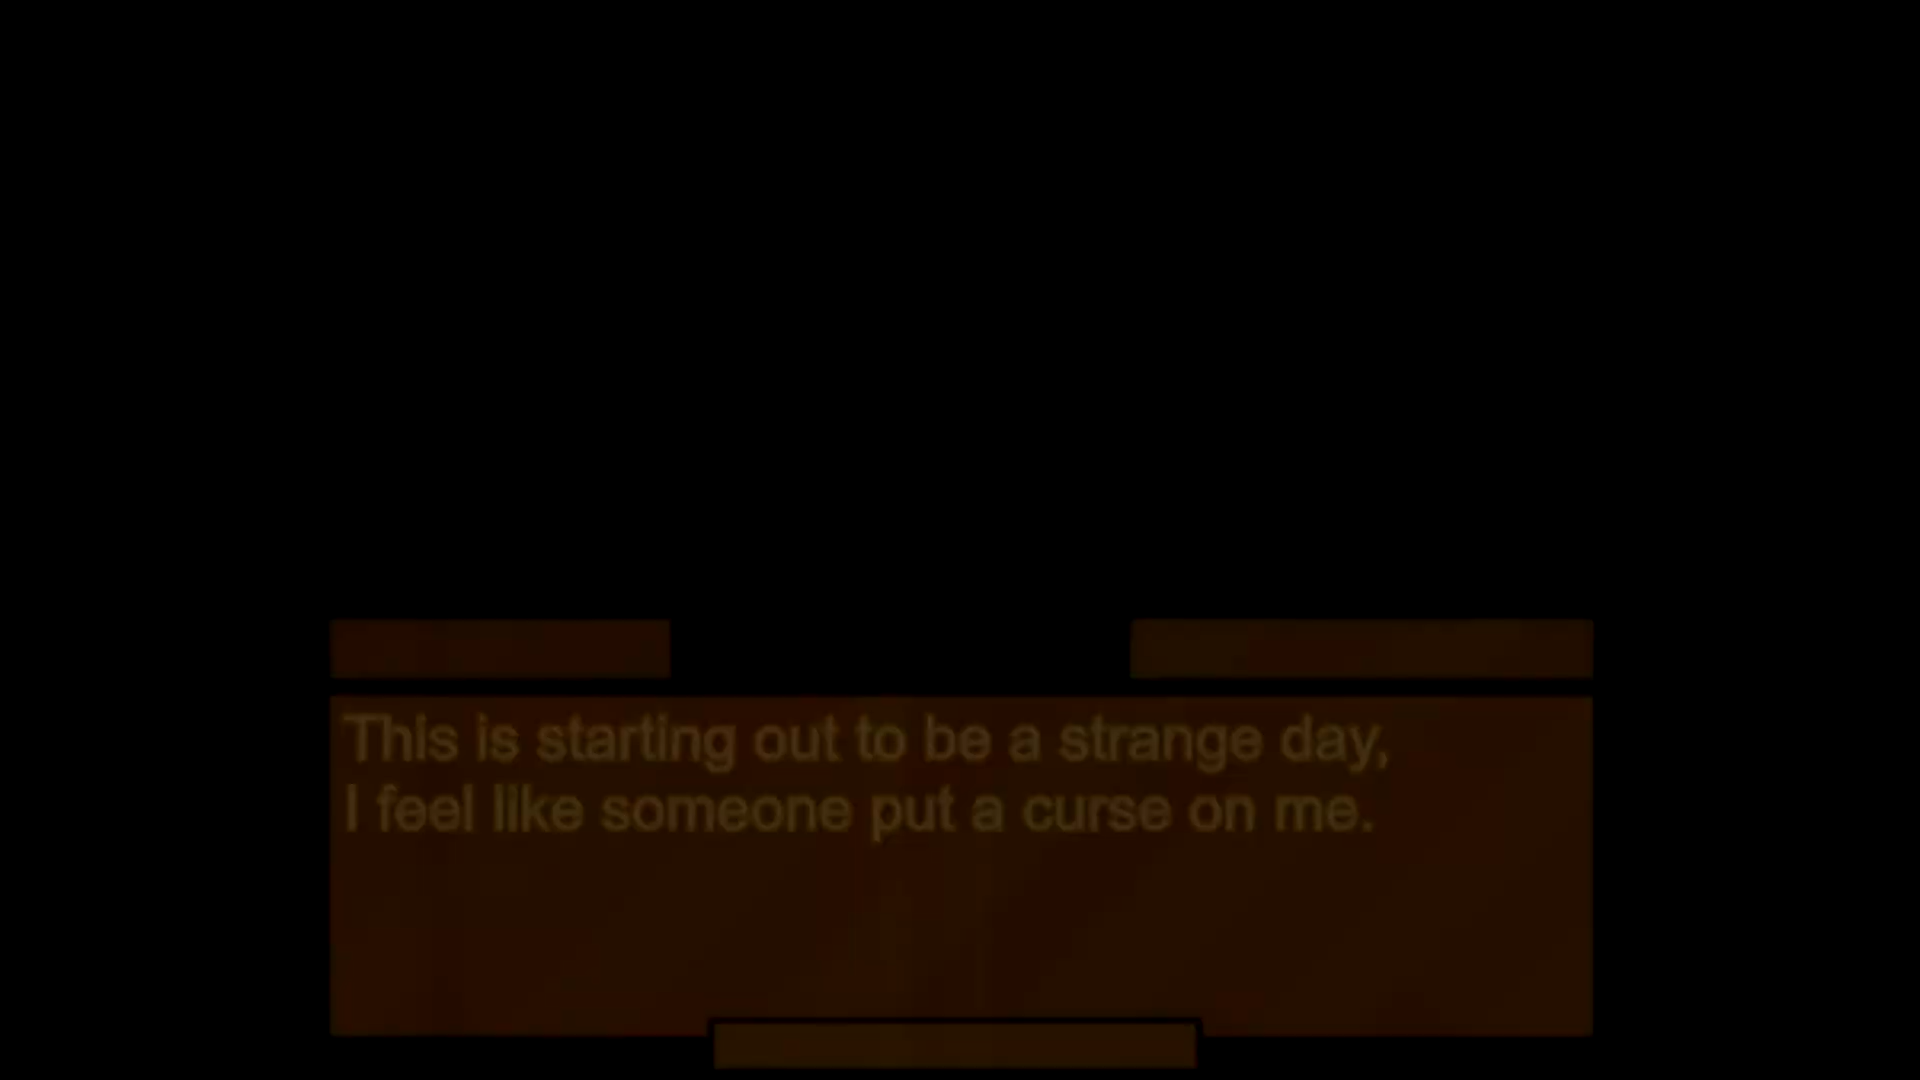 This is starting out to be a strange day,
I feel like someone put a curse on me.